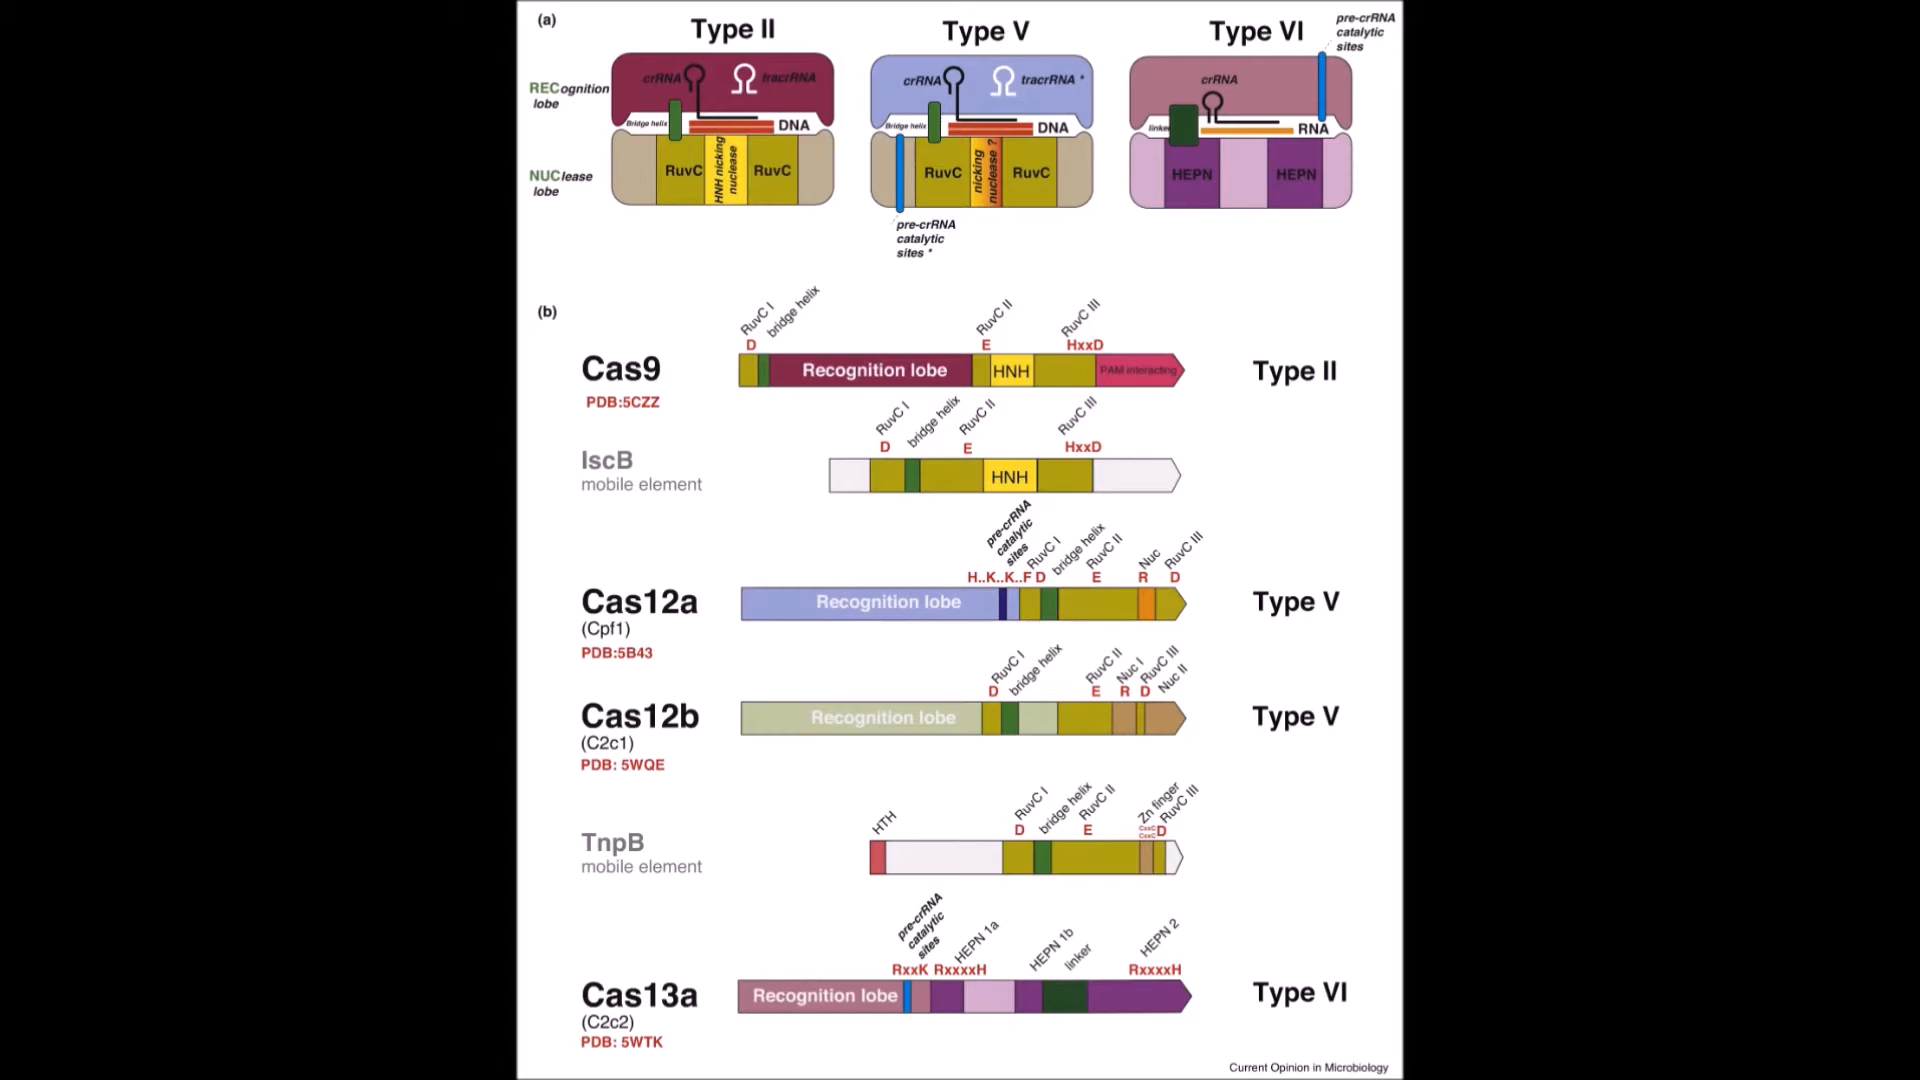 (a)
Type II
Type V
Type VI
pre-crRNA
catalytic
sites
RECognition
lobe
crRNA
tracrRNA
Bridge helix
DNA
crRNA
tracrRNA *
Bridge helix
DNA
crRNA
linker
RNA
NUClease
lobe
RuvC
HNH nicking
nuclease
RuvC
RuvC
nicking
nuclease ?
RuvC
HEPN
HEPN
pre-crRNA
catalytic
sites *
(b)
RuvC I
bridge helix
RuvC II
RuvC III
D
E
HxxD
Cas9
Recognition lobe
HNH
PAM interacting
Type II
PDB:5CZZ
RuvC I
bridge helix
RuvC II
RuvC III
D
E
HxxD
IscB
mobile element
HNH
pre-crRNA
catalytic
sites
RuvC I
bridge helix
RuvC II
Nuc
RuvC III
H..K..K..F D
E
R
D
Cas12a
(Cpf1)
Recognition lobe
Type V
PDB:5B43
RuvC I
bridge helix
RuvC II
Nuc I
RuvC III
Nuc II
D
E
R
D
Cas12b
(C2c1)
Recognition lobe
Type V
PDB: 5WQE
HTH
RuvC I
bridge helix
RuvC II
Zn finger
RuvC III
D
E
CxxC
CxxC
D
TnpB
mobile element
pre-crRNA
catalytic
sites
HEPN 1a
HEPN 1b
linker
HEPN 2
RxxK RxxxxH
RxxxxH
Cas13a
(C2c2)
Recognition lobe
Type VI
PDB: 5WTK
Current Opinion in Microbiology